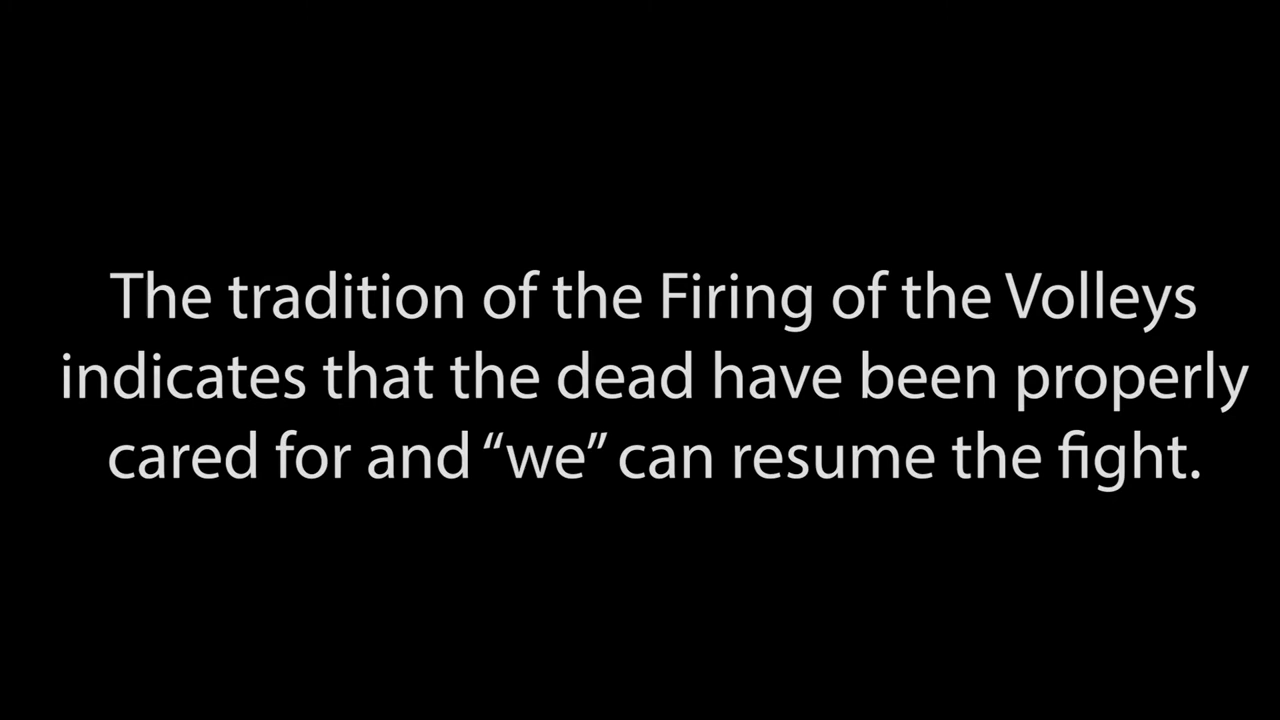 The tradition of the Firing of the Volleys
indicates that the dead have been properly
cared for and “we” can resume the fight.